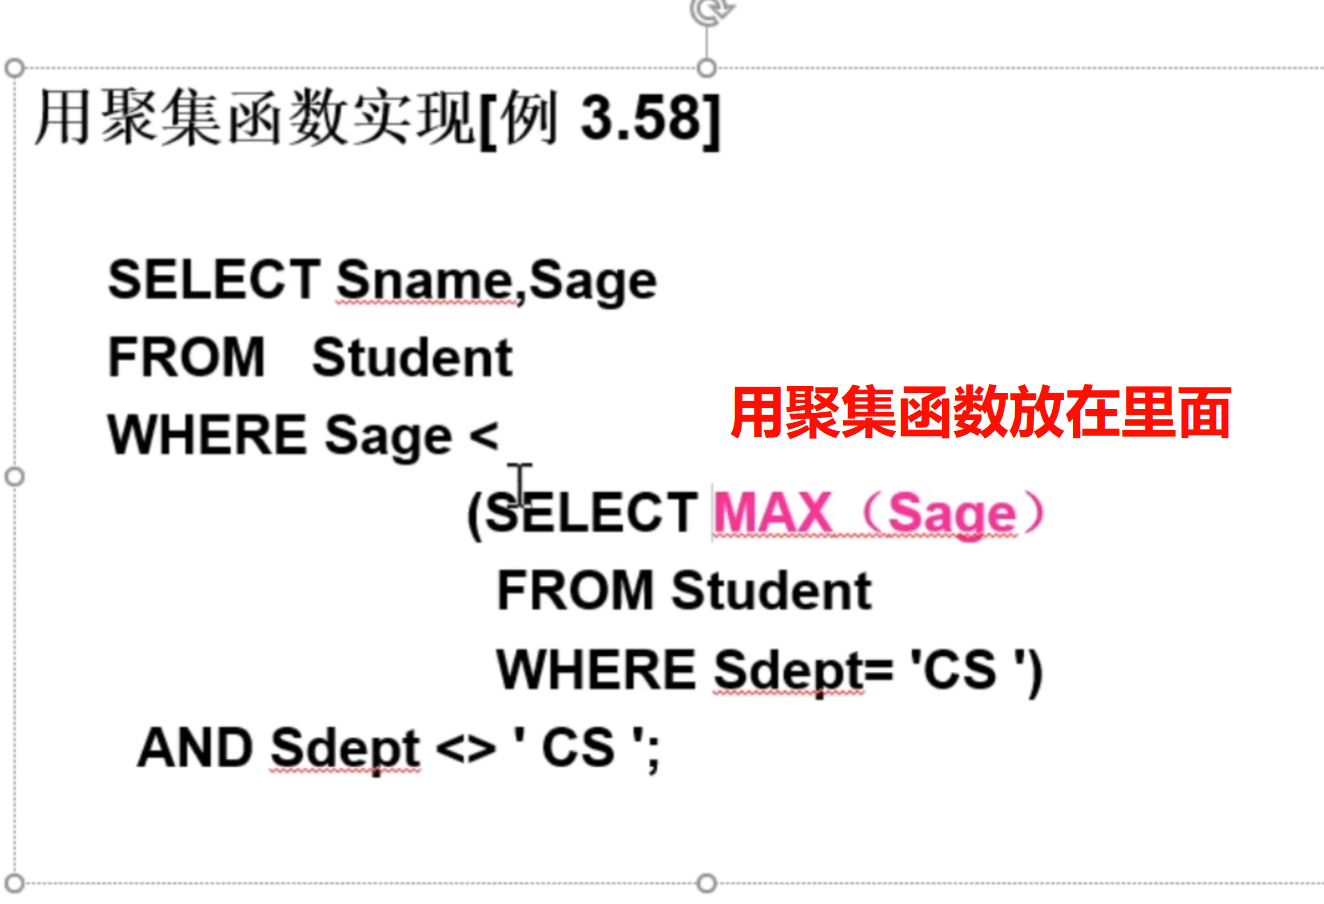 用聚集函数实现[例 3.58]
SELECT Sname,Sage
FROM   Student
WHERE Sage <
用聚集函数放在里面
(SELECT MAX（Sage）
FROM Student
WHERE Sdept= 'CS ')
AND Sdept <> ' CS ';